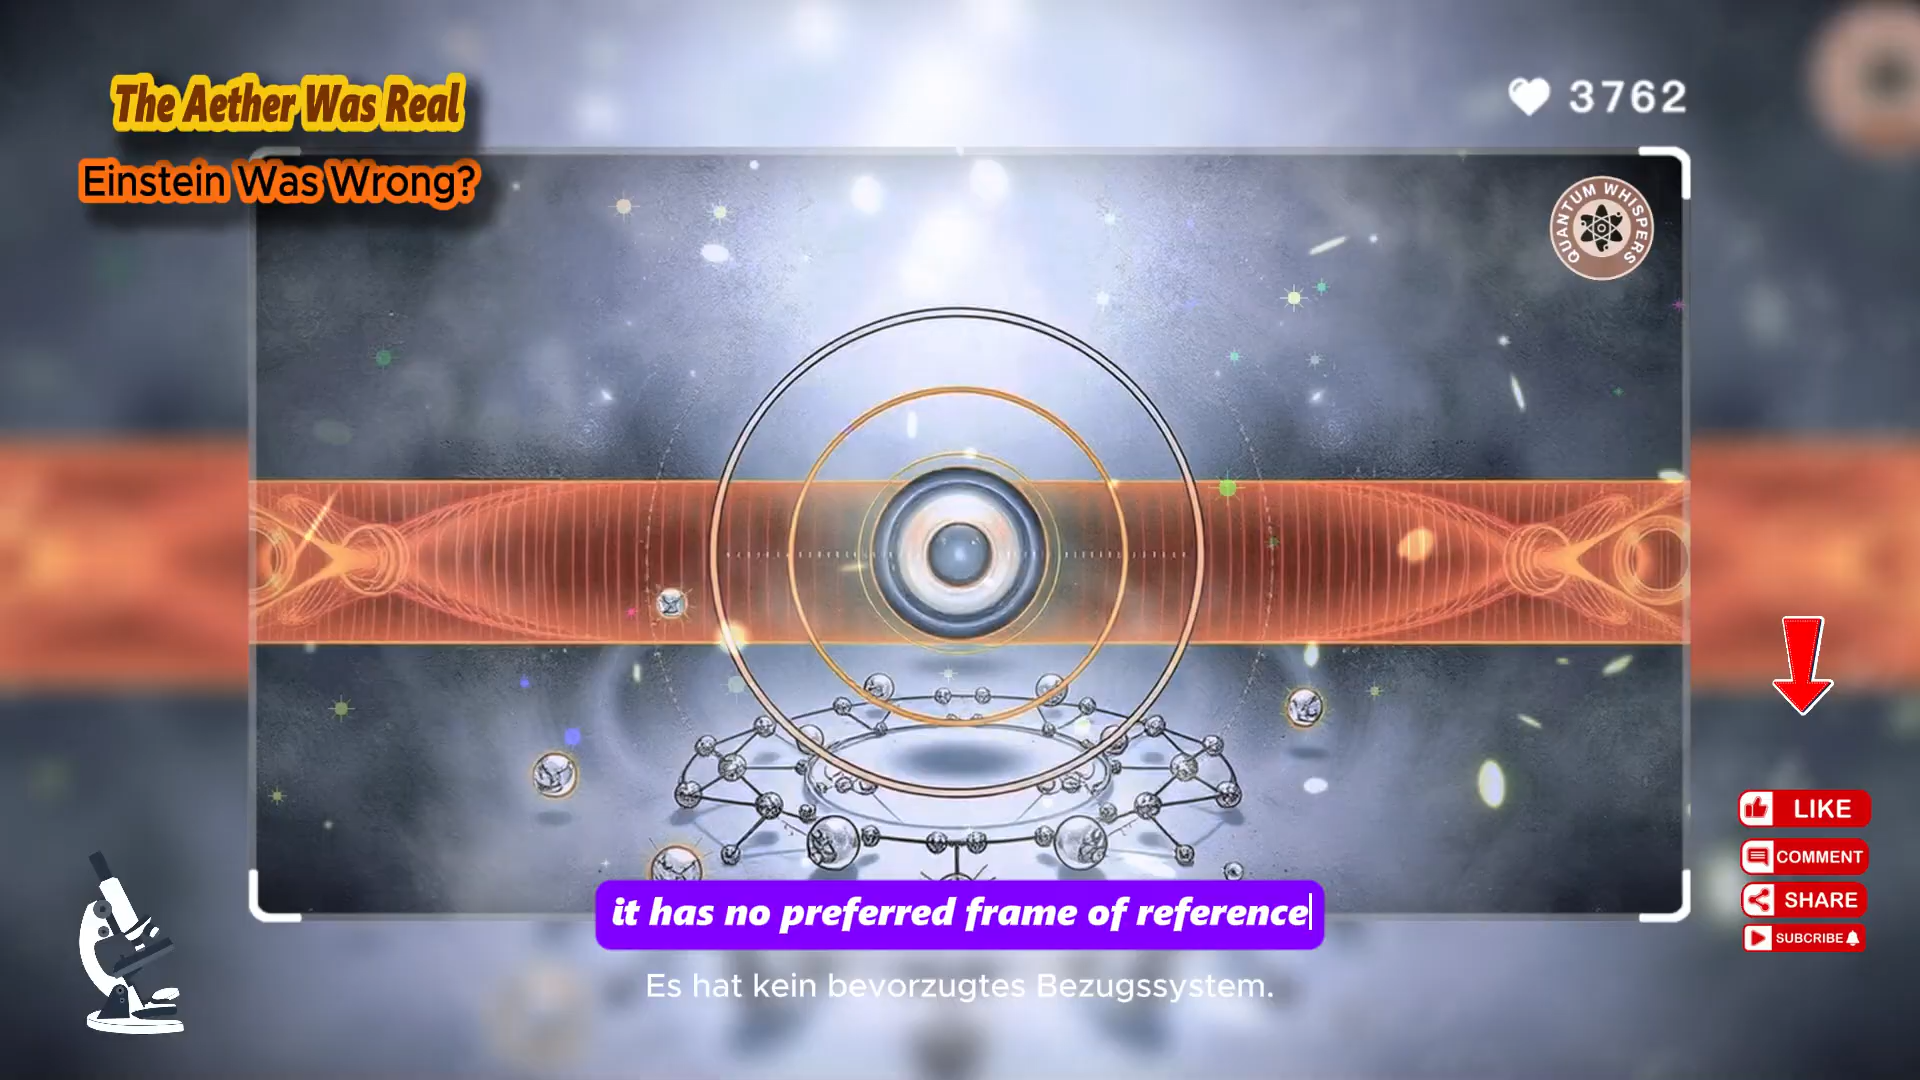 The Aether Was Real
Einstein Was Wrong?
3762
QUANTUM WHISPERS
it has no preferred frame of reference
Es hat kein bevorzugtes Bezugssystem.
LIKE
COMMENT
SHARE
SUBCRIBE